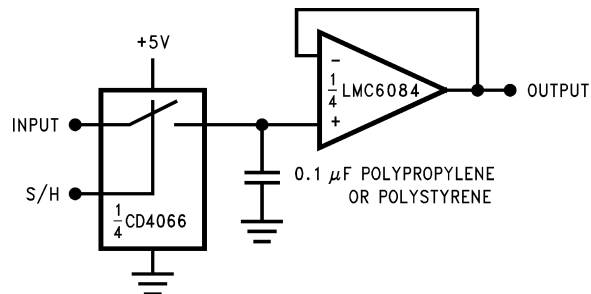 +5V
INPUT
S/H
1/4 CD4066
−
1/4 LMC6084
+
OUTPUT
0.1 μF POLYPROPYLENE
OR POLYSTYRENE